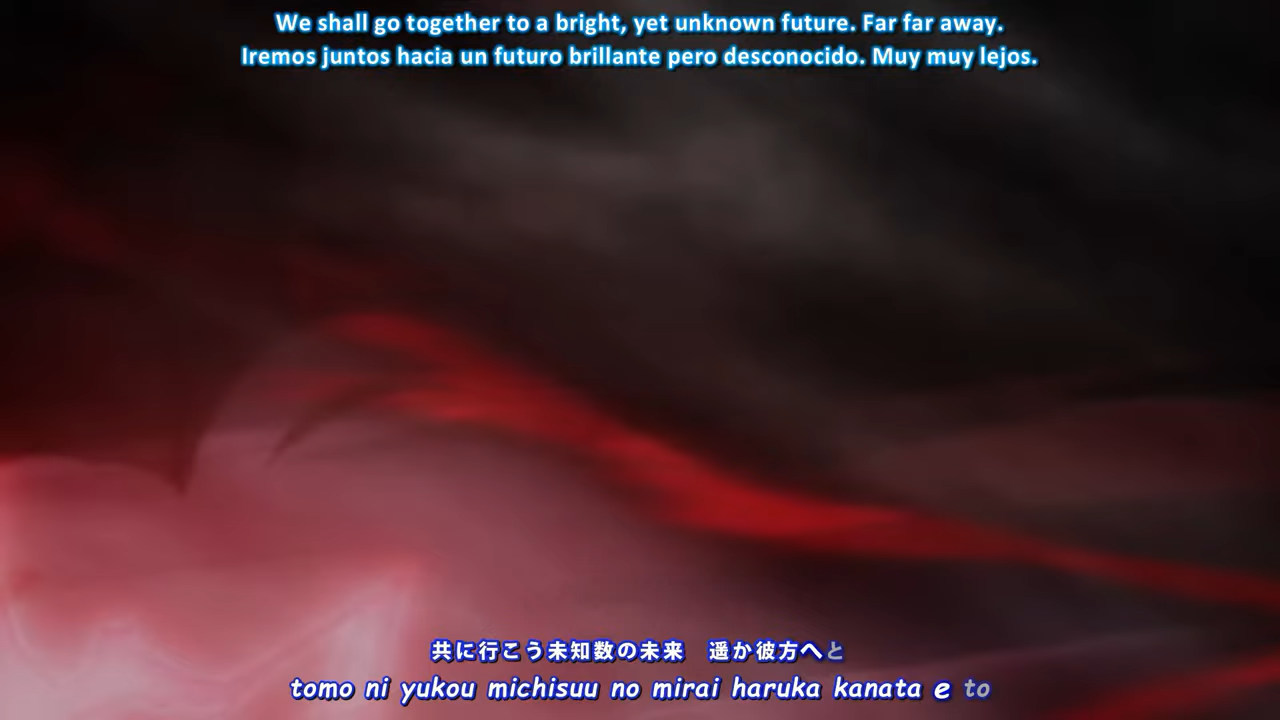 We shall go together to a bright, yet unknown future. Far far away.
Iremos juntos hacia un futuro brillante pero desconocido. Muy muy lejos.
共に行こう未知数の未来　遥か彼方へと
tomo ni yukou michisuu no mirai haruka kanata e to